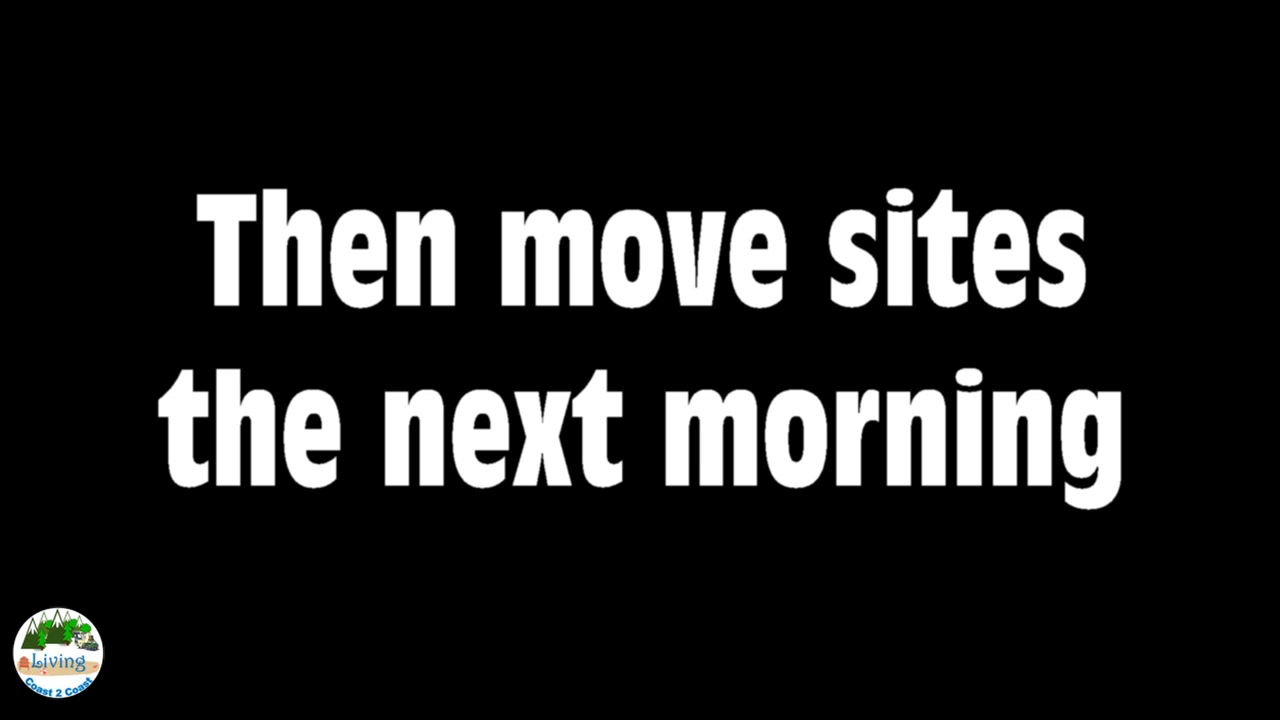 Then move sites
the next morning
Living
Coast 2 Coast